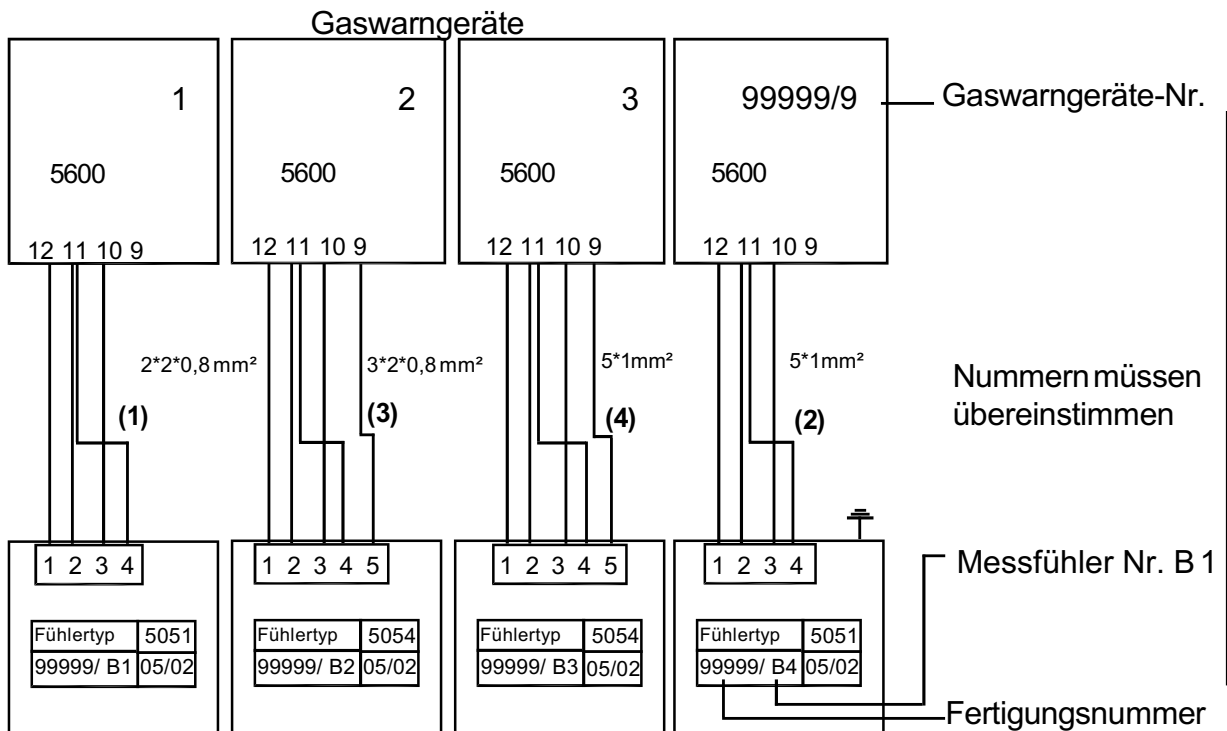 Gaswarngeräte
1
2
3
99999/9
Gaswarngeräte-Nr.
5600
5600
5600
5600
12 11 10 9
12 11 10 9
12 11 10 9
12 11 10 9
2*2*0,8 mm²
3*2*0,8 mm²
5*1mm²
5*1mm²
Nummern müssen
übereinstimmen
(1)
(3)
(4)
(2)
1 2 3 4
1 2 3 4 5
1 2 3 4 5
1 2 3 4
Messfühler Nr. B 1
Fühlertyp 5051
99999/ B1 05/02
Fühlertyp 5054
99999/ B2 05/02
Fühlertyp 5054
99999/ B3 05/02
Fühlertyp 5051
99999/ B4 05/02
Fertigungsnummer